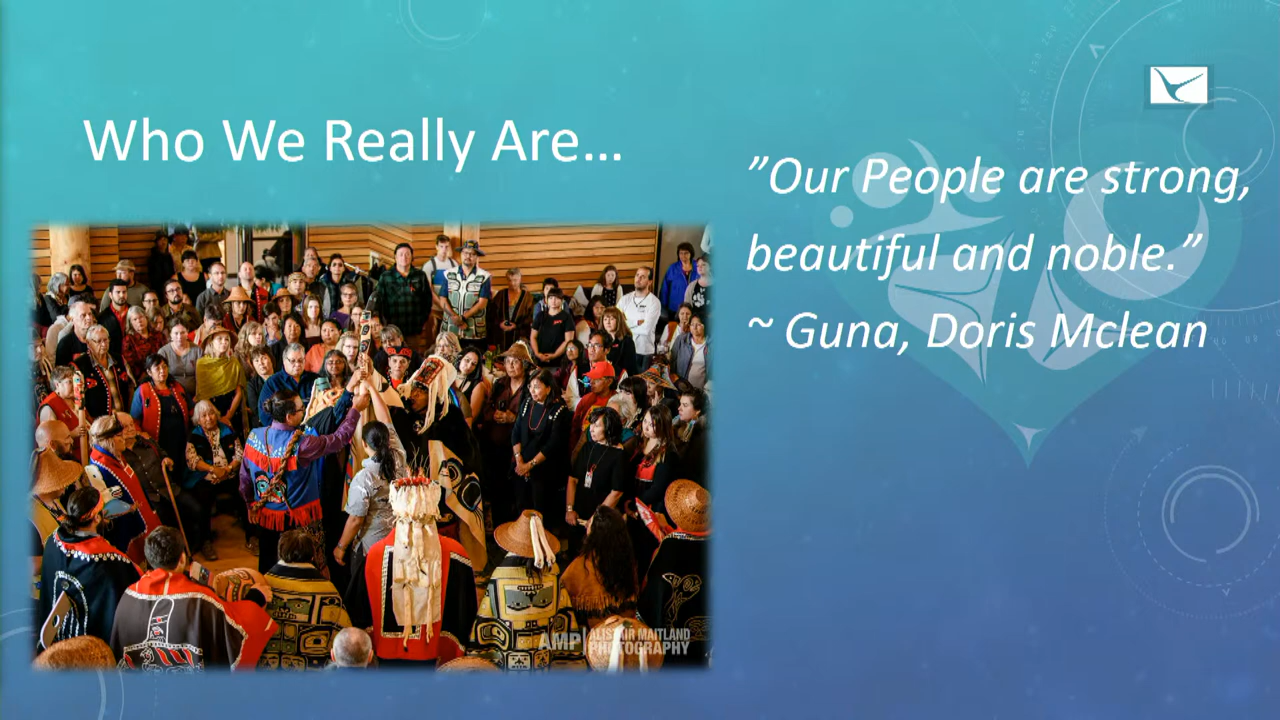 Who We Really Are...
”Our People are strong,
beautiful and noble.”
~ Guna, Doris Mclean
AMP ALISTAIR MAITLAND
PHOTOGRAPHY